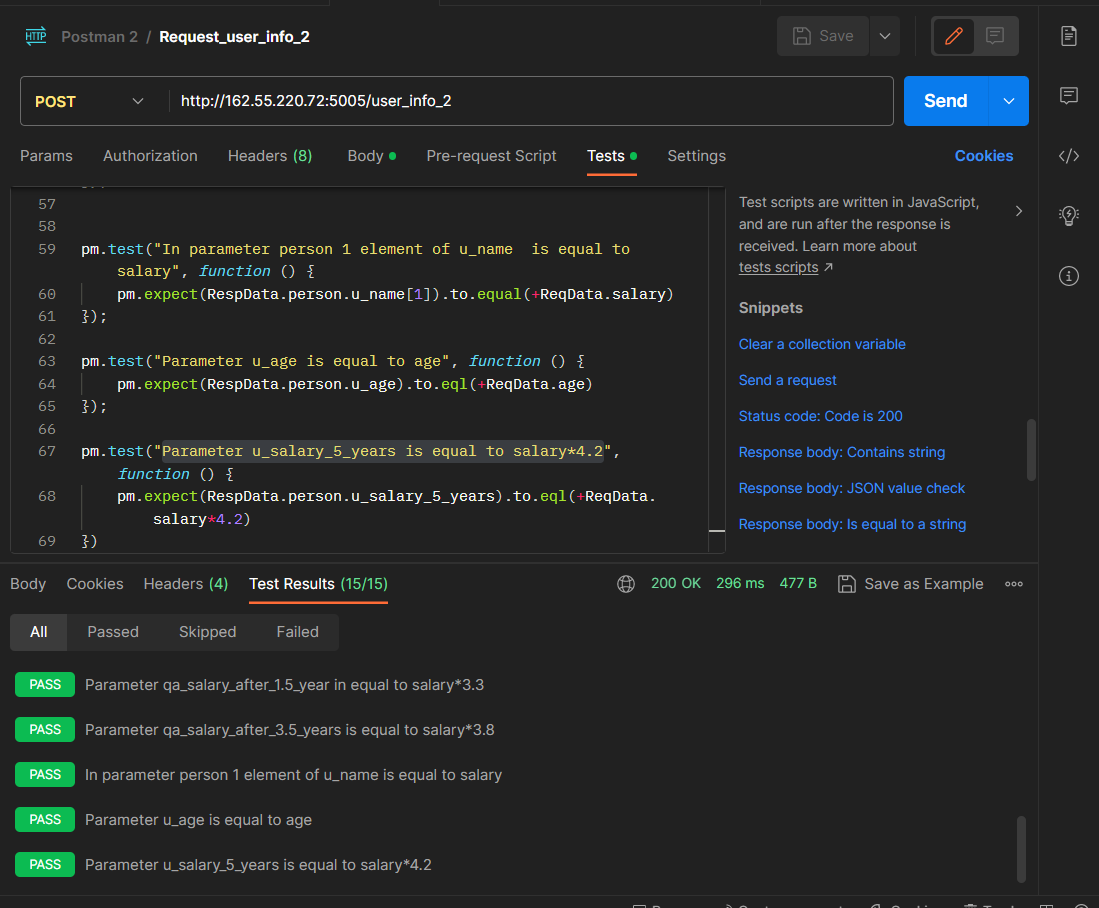 HTTP Postman 2 / Request_user_info_2 Save
POST http://162.55.220.72:5005/user_info_2 Send
Params Authorization Headers (8) Body Pre-request Script Tests Settings Cookies
57
58
59 pm.test("In parameter person 1 element of u_name  is equal to
salary", function () {
60 pm.expect(RespData.person.u_name[1]).to.equal(+ReqData.salary)
61 });
62
63 pm.test("Parameter u_age is equal to age", function () {
64 pm.expect(RespData.person.u_age).to.eql(+ReqData.age)
65 });
66
67 pm.test("Parameter u_salary_5_years is equal to salary*4.2",
function () {
68 pm.expect(RespData.person.u_salary_5_years).to.eql(+ReqData.
salary*4.2)
69 })
Test scripts are written in JavaScript,
and are run after the response is
received. Learn more about
tests scripts ↗
Snippets
Clear a collection variable
Send a request
Status code: Code is 200
Response body: Contains string
Response body: JSON value check
Response body: Is equal to a string
Body Cookies Headers (4) Test Results (15/15) 200 OK 296 ms 477 B Save as Example
All Passed Skipped Failed
PASS Parameter qa_salary_after_1.5_year in equal to salary*3.3
PASS Parameter qa_salary_after_3.5_years is equal to salary*3.8
PASS In parameter person 1 element of u_name is equal to salary
PASS Parameter u_age is equal to age
PASS Parameter u_salary_5_years is equal to salary*4.2